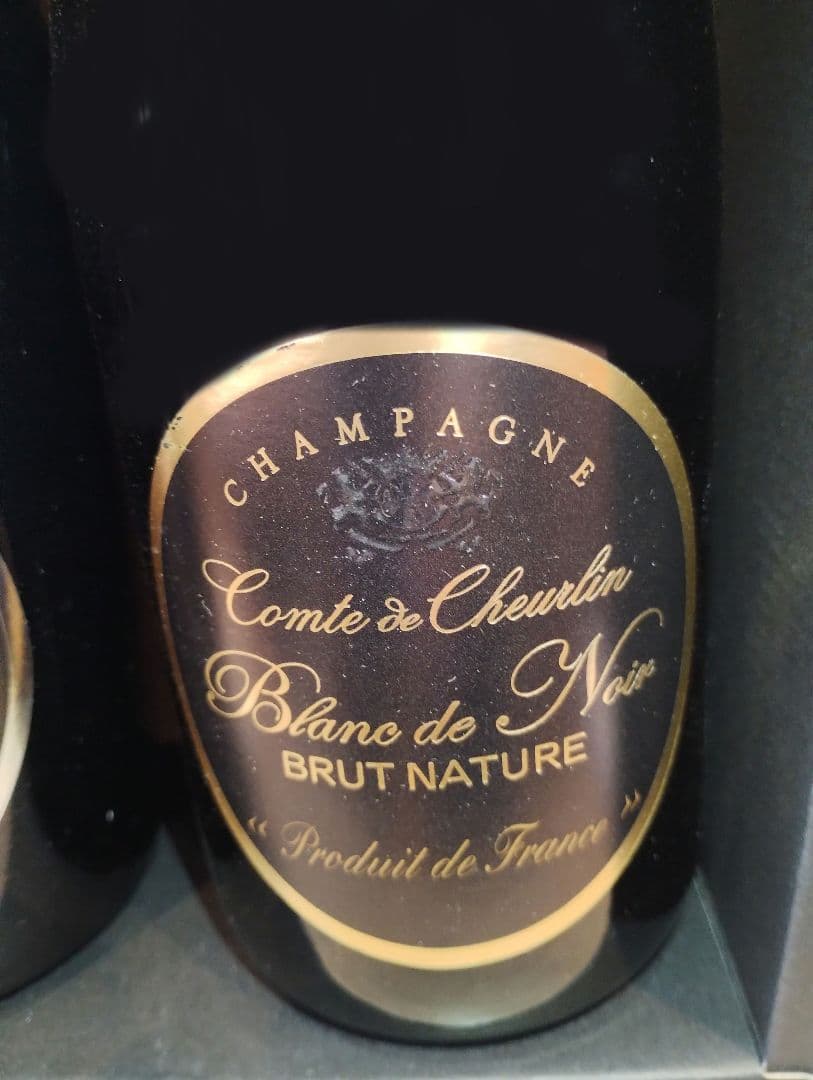 CHAMPAGNE
Comte de Cheurlin
Blanc de Noir
BRUT NATURE
“ Produit de France ”